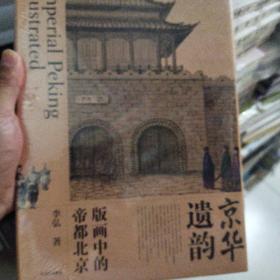 Imperial Peking
Illustrated
京华
遗韵
版画中的
帝都北京
李弘 著